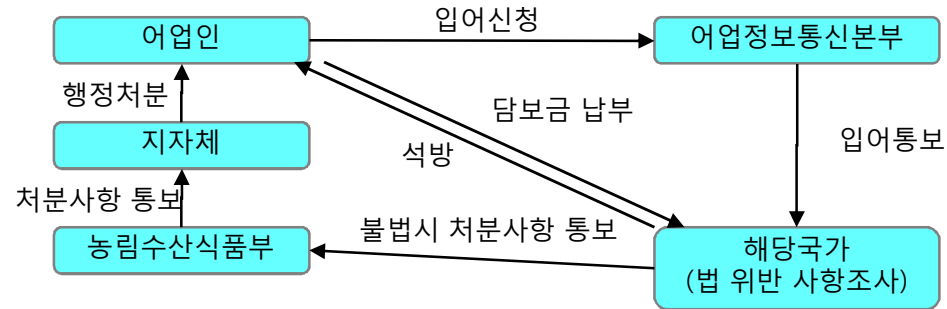 입어신청
어업인
어업정보통신본부
행정처분
담보금 납부
지자체
석방
입어통보
처분사항 통보
불법시 처분사항 통보
농림수산식품부
해당국가
(법 위반 사항조사)